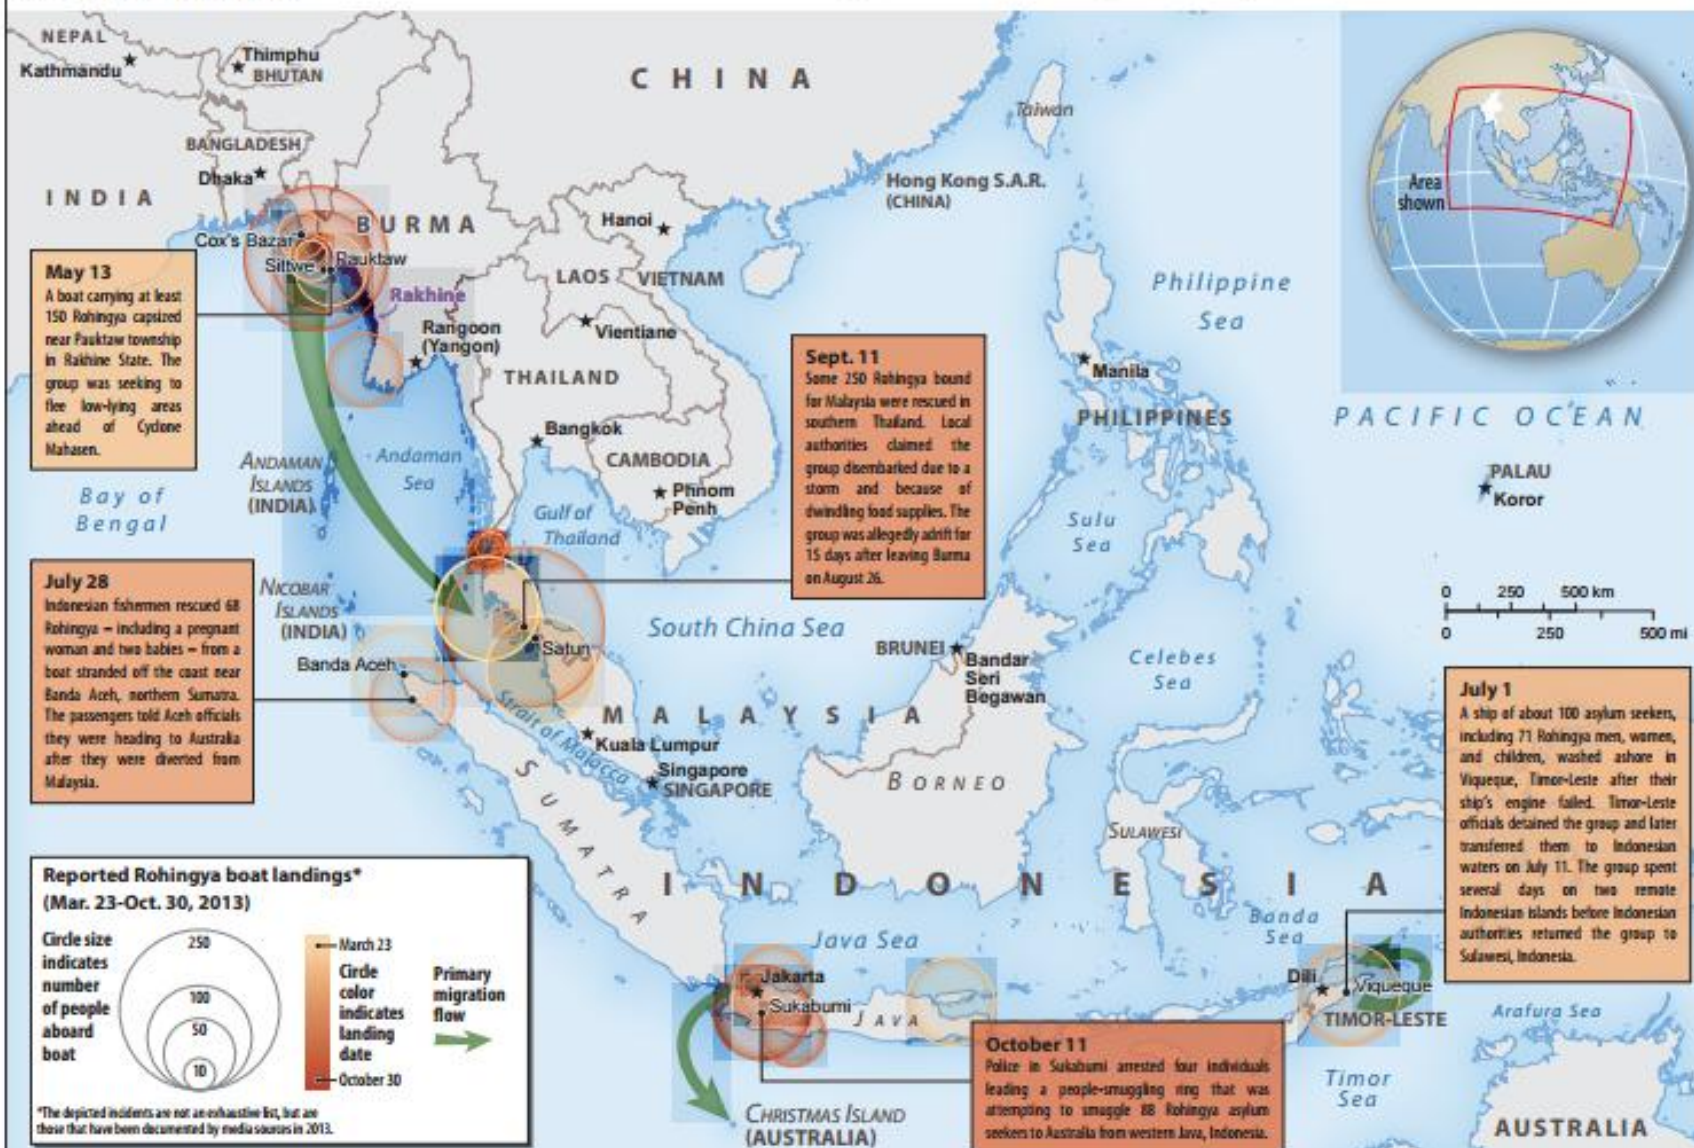 NEPAL
Kathmandu
Thimphu
BHUTAN
CHINA
Taiwan
BANGLADESH
Dhaka
INDIA
BURMA
Hanoi
Hong Kong S.A.R.
(CHINA)
Area
shown
Cox's Bazar
Sittwe
Pauktaw
Rakhine
LAOS
VIETNAM
Philippine
Sea
May 13
A boat carrying at least
150 Rohingya capsized
near Pauktaw township
in Rakhine State. The
group was seeking to
flee low-lying areas
ahead of Cyclone
Mahasen.
Rangoon
(Yangon)
Vientiane
THAILAND
Sept. 11
Some 250 Rohingya bound
for Malaysia were rescued in
southern Thailand. Local
authorities claimed the
group disembarked due to a
storm and because of
dwindling food supplies. The
group was allegedly adrift for
15 days after leaving Burma
on August 26.
Manila
PHILIPPINES
PACIFIC OCEAN
Bangkok
CAMBODIA
Phnom
Penh
ANDAMAN
ISLANDS
(INDIA)
Andaman
Sea
Bay of
Bengal
Gulf of
Thailand
Sulu
Sea
PALAU
Koror
July 28
Indonesian fishermen rescued 68
Rohingya – including a pregnant
woman and two babies – from a
boat stranded off the coast near
Banda Aceh, northern Sumatra.
The passengers told Aceh officials
they were heading to Australia
after they were diverted from
Malaysia.
NICOBAR
ISLANDS
(INDIA)
Banda Aceh
Satun
South China Sea
BRUNEI
Bandar
Seri
Begawan
Celebes
Sea
0 250 500 km
0 250 500 mi
July 1
A ship of about 100 asylum seekers,
including 71 Rohingya men, women,
and children, washed ashore in
Viqueque, Timor-Leste after their
ship's engine failed. Timor-Leste
officials detained the group and later
transferred them to Indonesian
waters on July 11. The group spent
several days on two remote
Indonesian islands before Indonesian
authorities returned the group to
Sulawesi, Indonesia.
Strait of Malacca
MALAYSIA
Kuala Lumpur
Singapore
SINGAPORE
BORNEO
SUMATRA
SULAWESI
INDONESIA
Reported Rohingya boat landings*
(Mar. 23-Oct. 30, 2013)
Circle size
indicates
number
of people
aboard
boat
250
100
50
10
March 23
Circle
color
indicates
landing
date
October 30
Primary
migration
flow
*The depicted incidents are not an exhaustive list, but are
those that have been documented by media sources in 2013.
Java Sea
Banda
Sea
Jakarta
Sukabumi
JAVA
Dili
Viqueque
TIMOR-LESTE
Arafura Sea
October 11
Police in Sukabumi arrested four individuals
leading a people-smuggling ring that was
attempting to smuggle 88 Rohingya asylum
seekers to Australia from western Java, Indonesia.
Timor
Sea
CHRISTMAS ISLAND
(AUSTRALIA)
AUSTRALIA